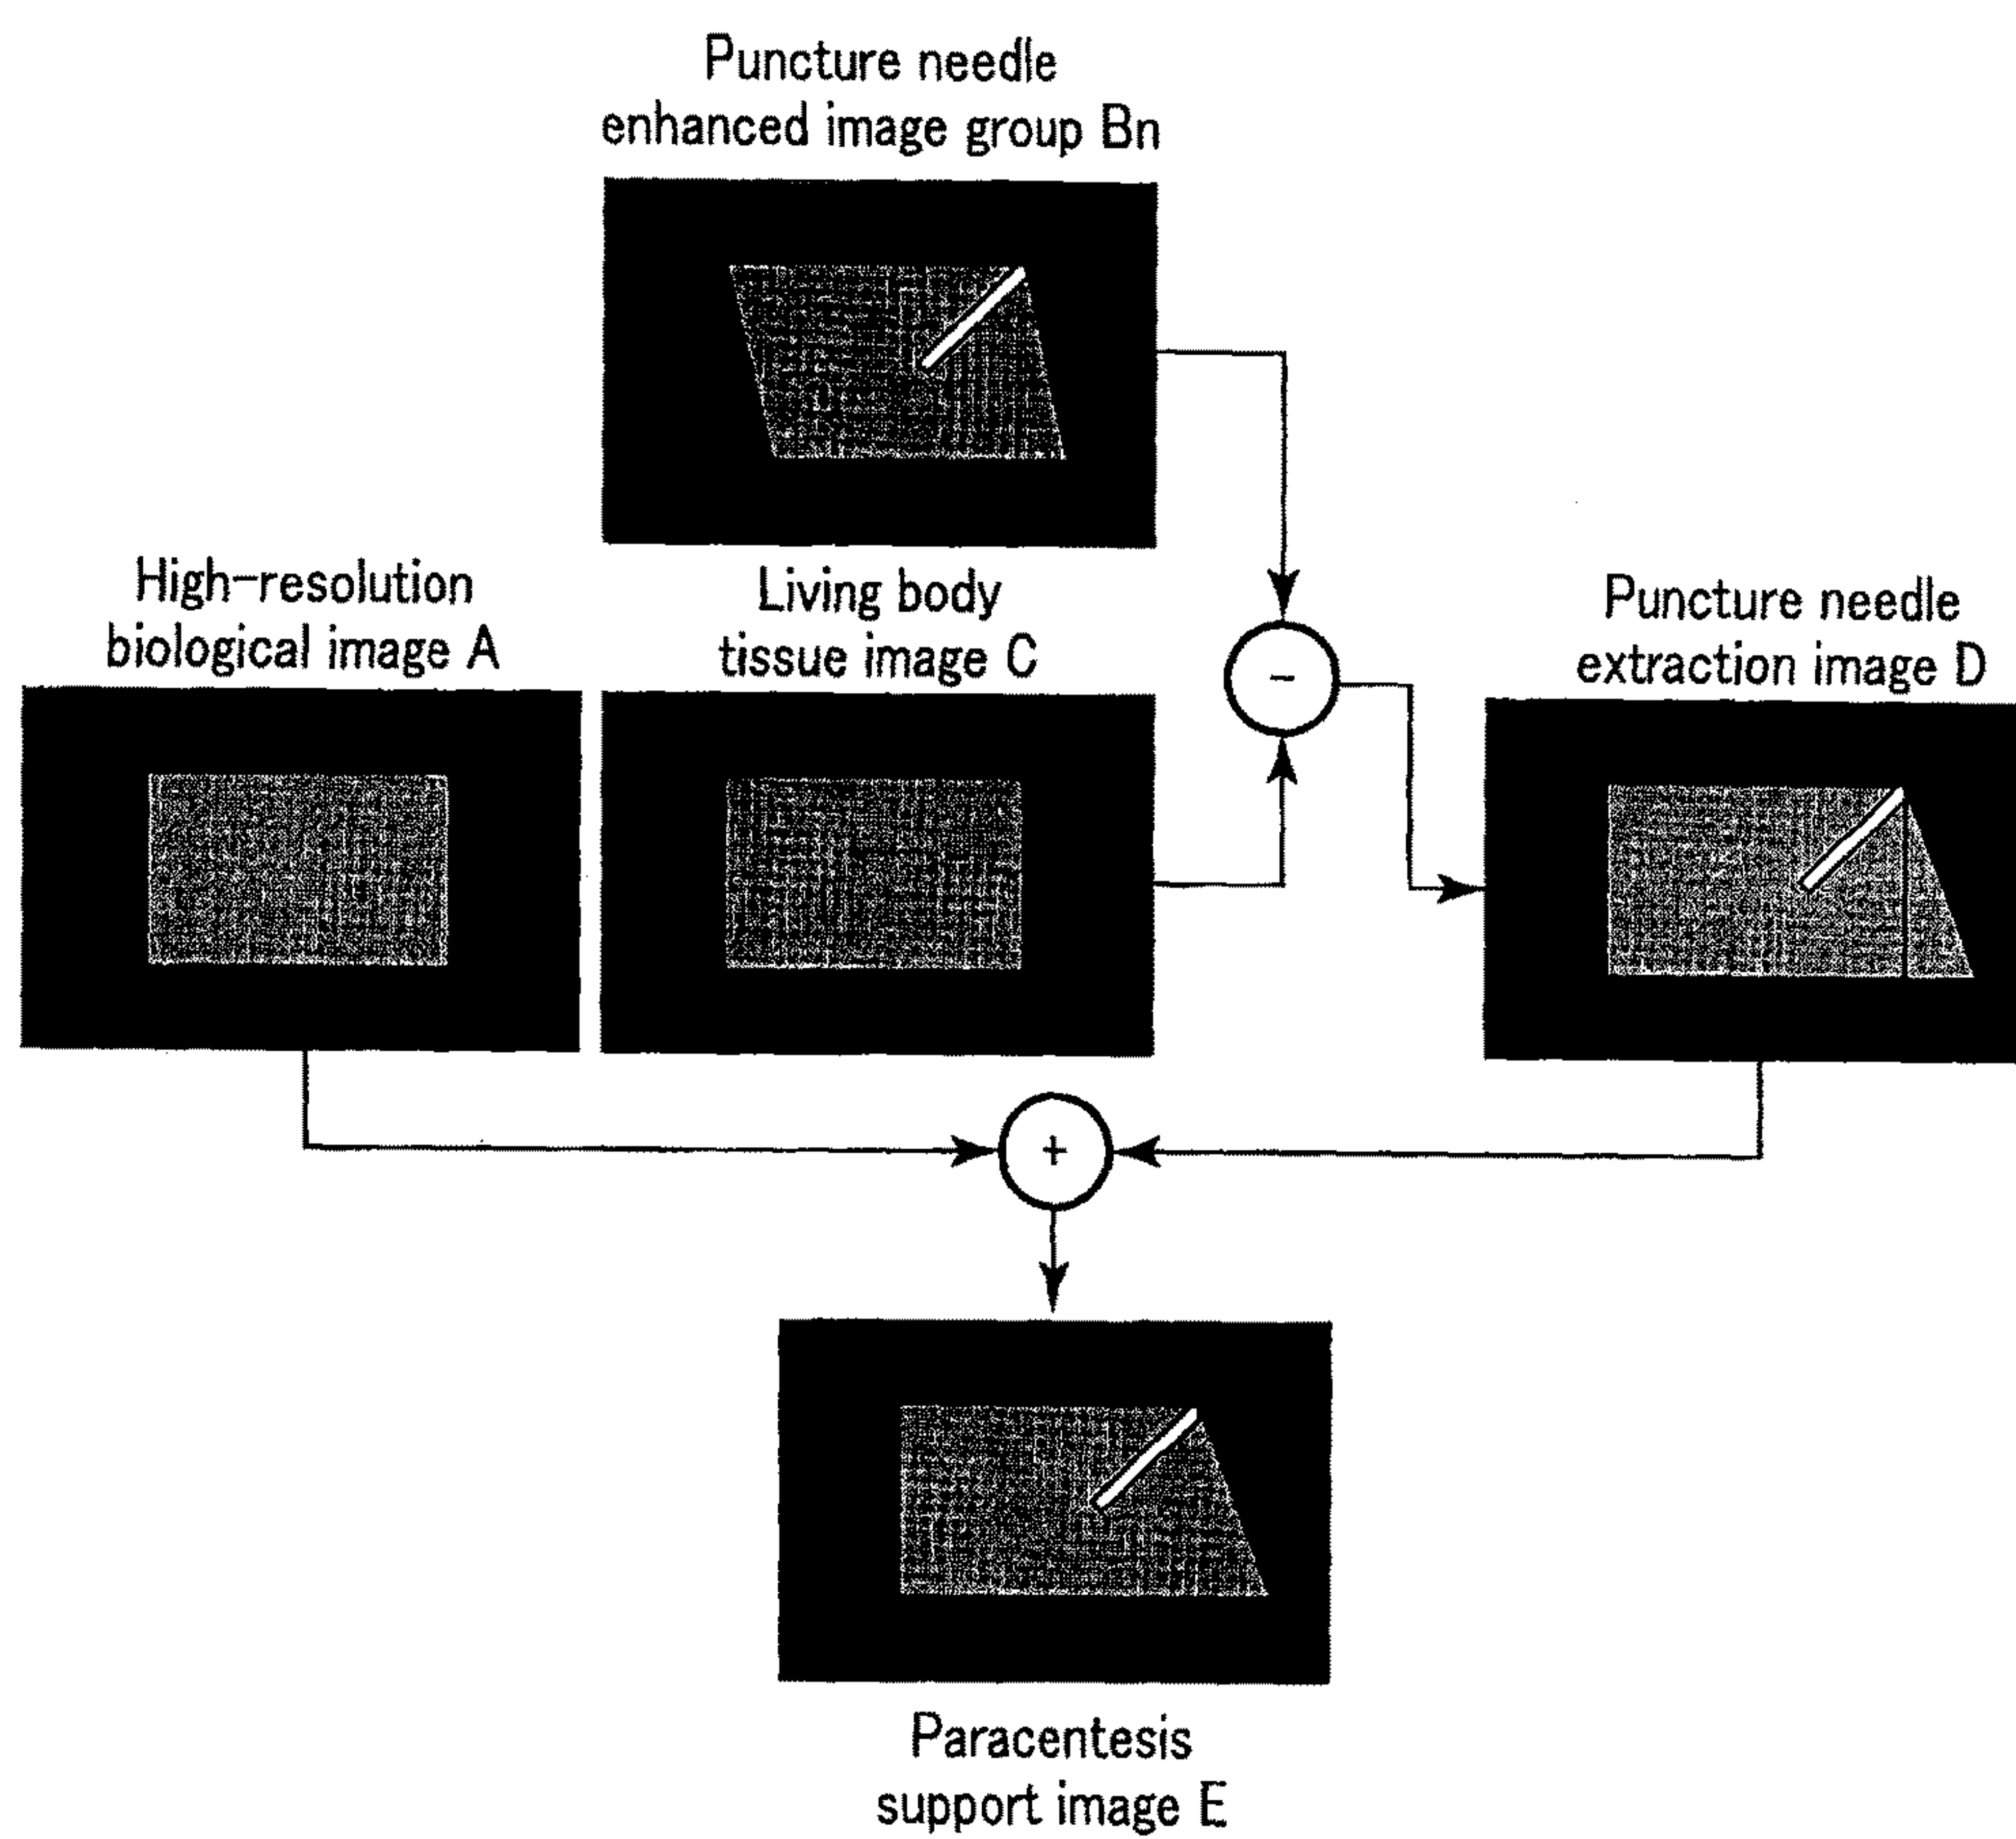 Puncture needle
enhanced image group Bn
High-resolution
biological image A
Living body
tissue image C
Puncture needle
extraction image D
-
+
Paracentesis
support image E